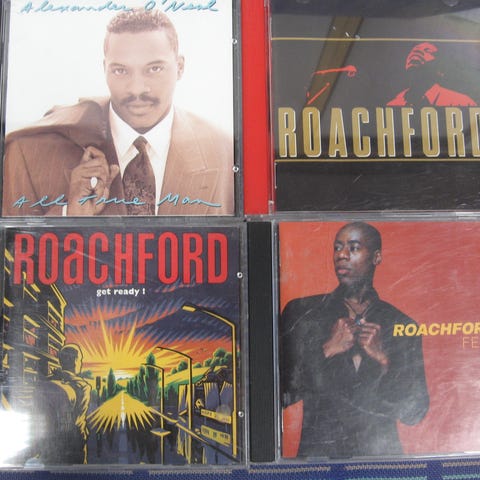 Alexander O'Neal
All True Man
ROACHFORD
ROACHFORD
get ready !
ROACHFOR
FE